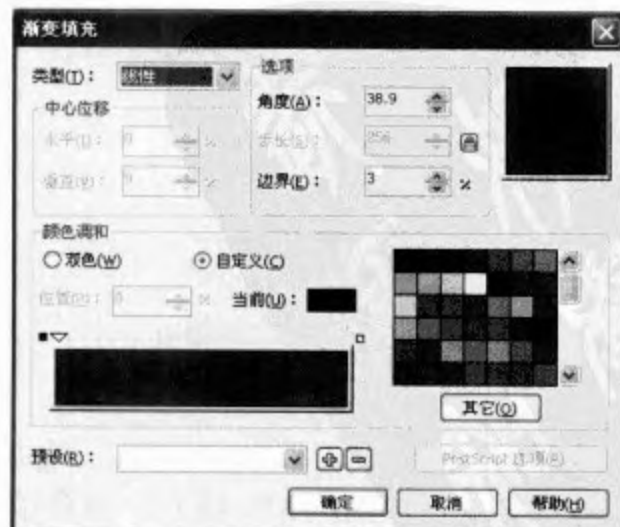 渐变填充
类型(T)： 线性
选项
角度(A)： 38.9
中心位移
水平(I)： 0 %
步长(S)： 256
垂直(V)： 0 %
边界(E)： 3 %
颜色调和
双色(W) 自定义(C)
位置(P)： 0 % 当前(U)：
其它(O)
预设(R)：
PostScript 选项(P)...
确定 取消 帮助(H)